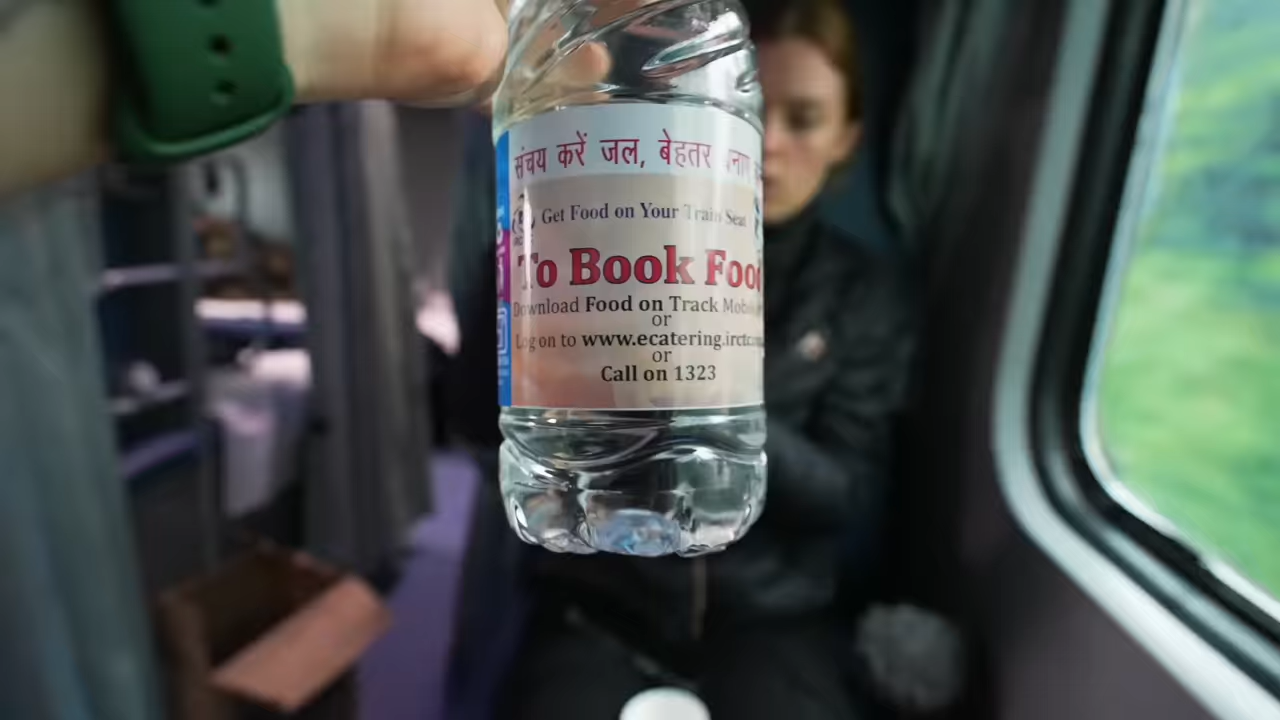 संचय करें जल, बेहतर
Get Food on Your Train Seat
To Book Food
Download Food on Track Mobile
or
Log on to www.ecatering.irctc
or
Call on 1323